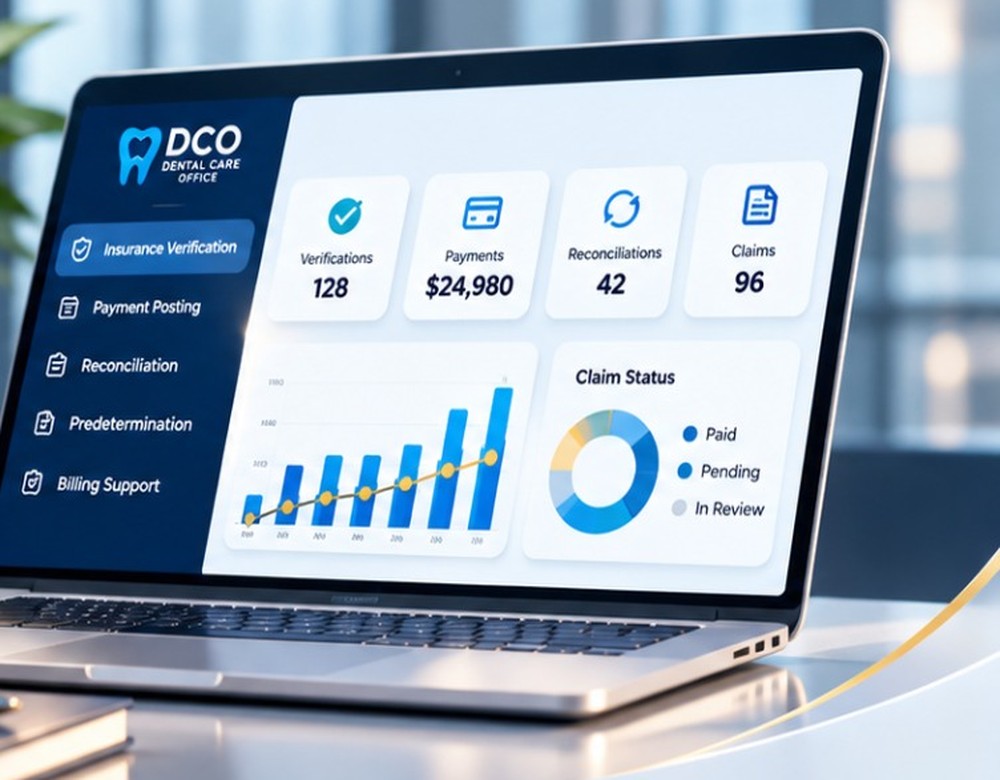 DCO
DENTAL CARE
OFFICE
Insurance Verification
Payment Posting
Reconciliation
Predetermination
Billing Support
Verifications
128
Payments
$24,980
Reconciliations
42
Claims
96
Claim Status
Paid
Pending
In Review